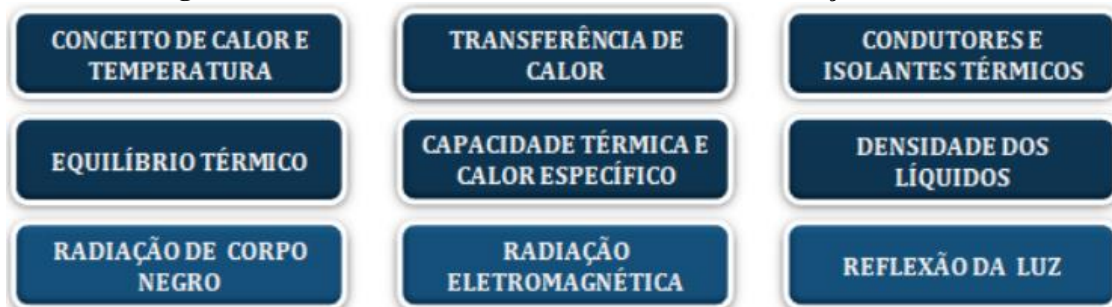 CONCEITO DE CALOR E
TEMPERATURA
TRANSFERÊNCIA DE
CALOR
CONDUTORES E
ISOLANTES TÉRMICOS
EQUILÍBRIO TÉRMICO
CAPACIDADE TÉRMICA E
CALOR ESPECÍFICO
DENSIDADE DOS
LÍQUIDOS
RADIAÇÃO DE CORPO
NEGRO
RADIAÇÃO
ELETROMAGNÉTICA
REFLEXÃO DA LUZ